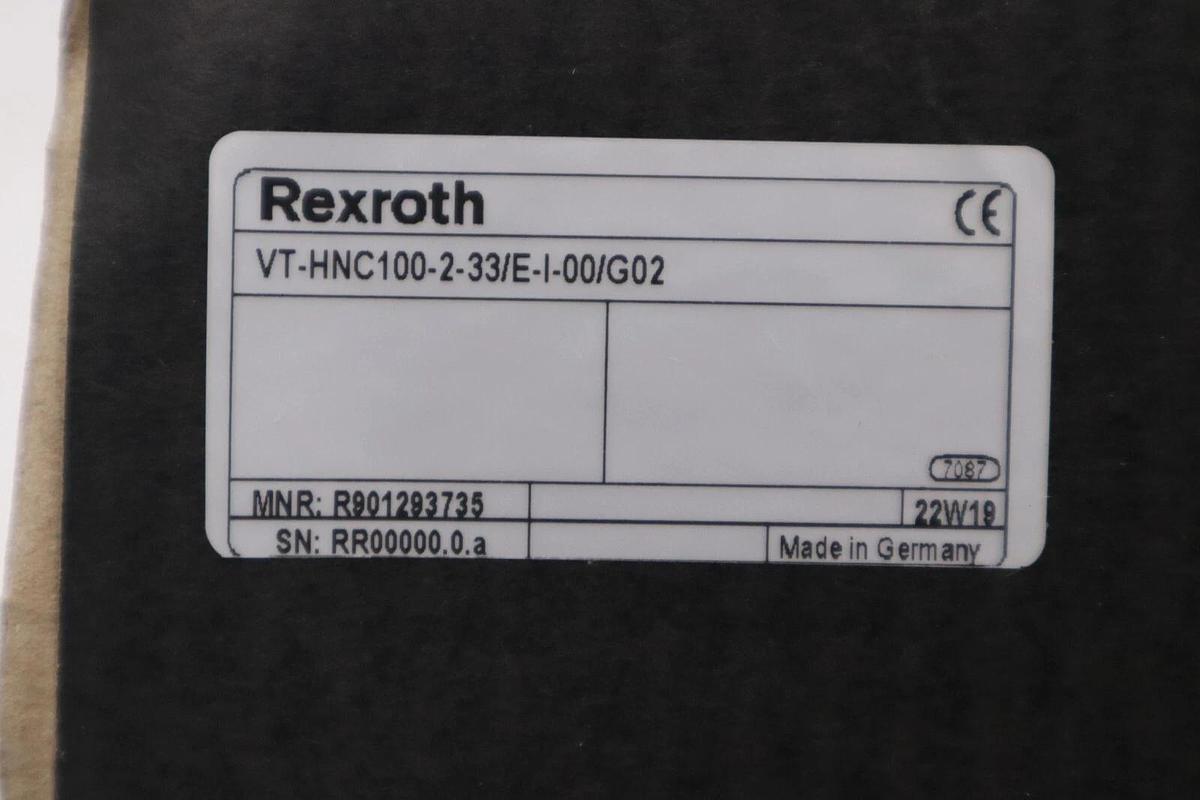 Rexroth
CE
VT-HNC100-2-33/E-I-00/G02
7087
MNR: R901293735
22W19
SN: RR00000.0.a
Made in Germany